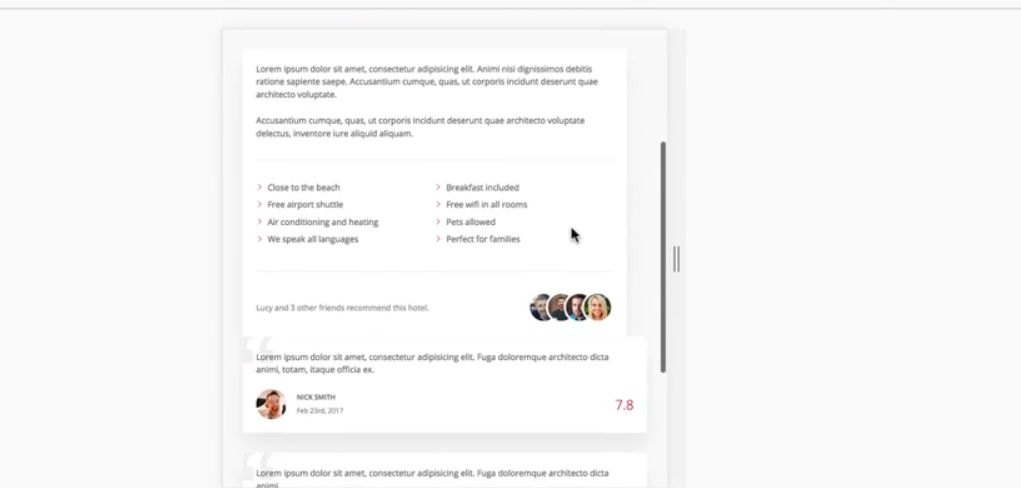 Lorem ipsum dolor sit amet, consectetur adipisicing elit. Animi nisi dignissimos debitis
ratione sapiente saepe. Accusantium cumque, quas, ut corporis incidunt deserunt quae
architecto voluptate.
Accusantium cumque, quas, ut corporis incidunt deserunt quae architecto voluptate
delectus, inventore iure aliquid aliquam.
Close to the beach
Free airport shuttle
Air conditioning and heating
We speak all languages
Breakfast included
Free wifi in all rooms
Pets allowed
Perfect for families
Lucy and 3 other friends recommend this hotel.
“
Lorem ipsum dolor sit amet, consectetur adipisicing elit. Fuga doloremque architecto dicta
animi, totam, itaque officia ex.
NICK SMITH
Feb 23rd, 2017
7.8
“
Lorem ipsum dolor sit amet, consectetur adipisicing elit. Fuga doloremque architecto dicta
animi